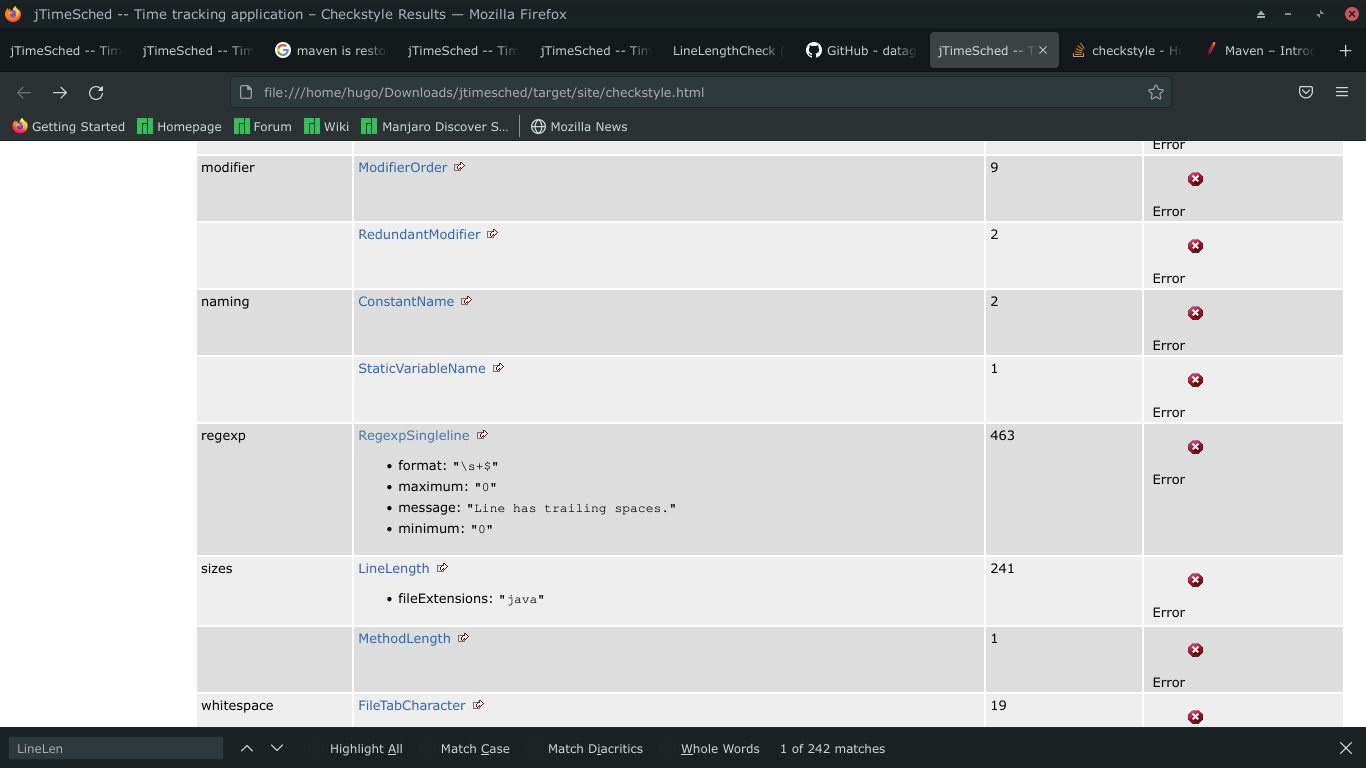 jTimeSched -- Time tracking application – Checkstyle Results — Mozilla Firefox
jTimeSched -- Tim jTimeSched -- Tim maven is resto jTimeSched -- Tim jTimeSched -- Tim LineLengthCheck ( GitHub - datag jTimeSched -- T checkstyle - Ho Maven – Introd
file:///home/hugo/Downloads/jtimesched/target/site/checkstyle.html
Getting Started Homepage Forum Wiki Manjaro Discover S... Mozilla News
Error
modifier ModifierOrder 9
Error
RedundantModifier 2
Error
naming ConstantName 2
Error
StaticVariableName 1
Error
regexp RegexpSingleline 463
• format: "\s+$"
Error
• maximum: "0"
• message: "Line has trailing spaces."
• minimum: "0"
sizes LineLength 241
• fileExtensions: "java"
Error
MethodLength 1
Error
whitespace FileTabCharacter 19
LineLen Highlight All Match Case Match Diacritics Whole Words 1 of 242 matches